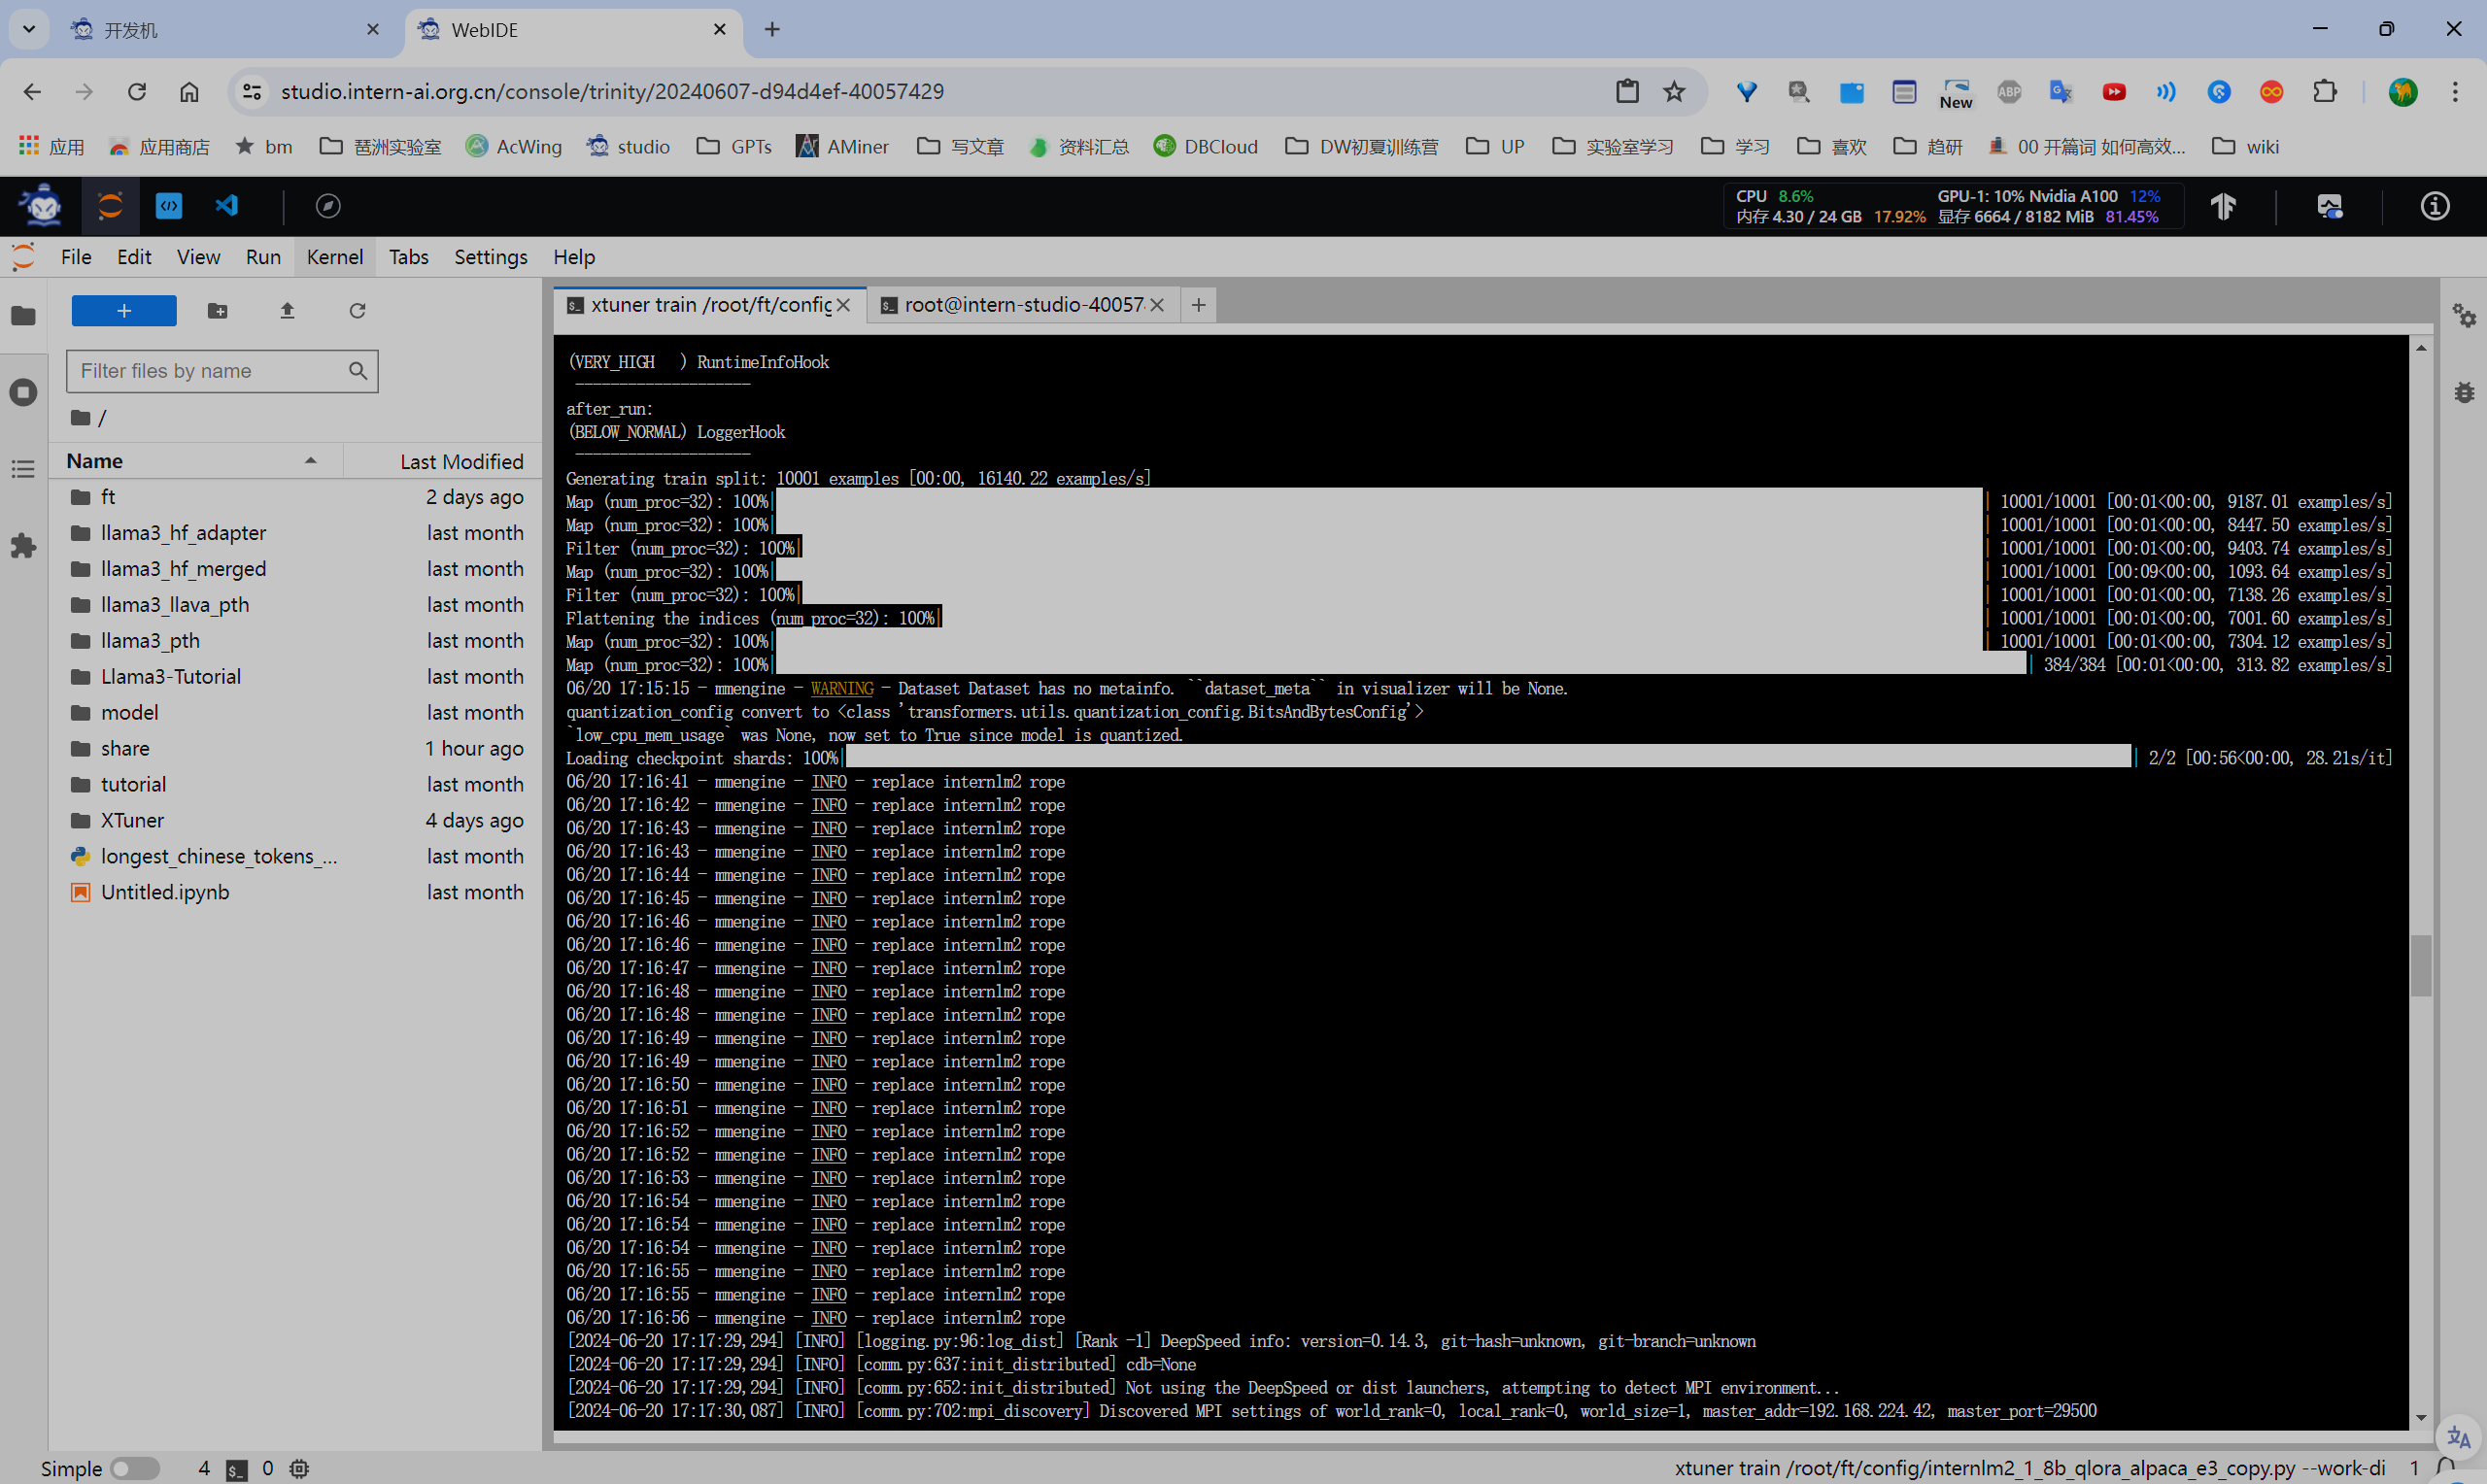 开发机
WebIDE
studio.intern-ai.org.cn/console/trinity/20240607-d94d4ef-40057429
ABP
New
应用
应用商店
bm
琶洲实验室
AcWing
studio
GPTs
AMiner
写文章
资料汇总
DBCloud
DW初夏训练营
UP
实验室学习
学习
喜欢
趋研
00 开篇词 如何高效...
wiki
CPU 8.6%
GPU-1: 10% Nvidia A100 12%
内存 4.30 / 24 GB 17.92%
显存 6664 / 8182 MiB 81.45%
File Edit View Run Kernel Tabs Settings Help
xtuner train /root/ft/config
root@intern-studio-40057
Filter files by name
/
Name Last Modified
ft 2 days ago
llama3_hf_adapter last month
llama3_hf_merged last month
llama3_llava_pth last month
llama3_pth last month
Llama3-Tutorial last month
model last month
share 1 hour ago
tutorial last month
XTuner 4 days ago
longest_chinese_tokens_... last month
Untitled.ipynb last month
(VERY_HIGH   ) RuntimeInfoHook
--------------------
after_run:
(BELOW_NORMAL) LoggerHook
--------------------
Generating train split: 10001 examples [00:00, 16140.22 examples/s]
Map (num_proc=32): 100%| | 10001/10001 [00:01<00:00, 9187.01 examples/s]
Map (num_proc=32): 100%| | 10001/10001 [00:01<00:00, 8447.50 examples/s]
Filter (num_proc=32): 100%| | 10001/10001 [00:01<00:00, 9403.74 examples/s]
Map (num_proc=32): 100%| | 10001/10001 [00:09<00:00, 1093.64 examples/s]
Filter (num_proc=32): 100%| | 10001/10001 [00:01<00:00, 7138.26 examples/s]
Flattening the indices (num_proc=32): 100%| | 10001/10001 [00:01<00:00, 7001.60 examples/s]
Map (num_proc=32): 100%| | 10001/10001 [00:01<00:00, 7304.12 examples/s]
Map (num_proc=32): 100%| | 384/384 [00:01<00:00, 313.82 examples/s]
06/20 17:15:15 - mmengine - WARNING - Dataset Dataset has no metainfo. ``dataset_meta`` in visualizer will be None.
quantization_config convert to <class 'transformers.utils.quantization_config.BitsAndBytesConfig'>
`low_cpu_mem_usage` was None, now set to True since model is quantized.
Loading checkpoint shards: 100%| | 2/2 [00:56<00:00, 28.21s/it]
06/20 17:16:41 - mmengine - INFO - replace internlm2 rope
06/20 17:16:42 - mmengine - INFO - replace internlm2 rope
06/20 17:16:43 - mmengine - INFO - replace internlm2 rope
06/20 17:16:43 - mmengine - INFO - replace internlm2 rope
06/20 17:16:44 - mmengine - INFO - replace internlm2 rope
06/20 17:16:45 - mmengine - INFO - replace internlm2 rope
06/20 17:16:46 - mmengine - INFO - replace internlm2 rope
06/20 17:16:46 - mmengine - INFO - replace internlm2 rope
06/20 17:16:47 - mmengine - INFO - replace internlm2 rope
06/20 17:16:48 - mmengine - INFO - replace internlm2 rope
06/20 17:16:48 - mmengine - INFO - replace internlm2 rope
06/20 17:16:49 - mmengine - INFO - replace internlm2 rope
06/20 17:16:49 - mmengine - INFO - replace internlm2 rope
06/20 17:16:50 - mmengine - INFO - replace internlm2 rope
06/20 17:16:51 - mmengine - INFO - replace internlm2 rope
06/20 17:16:52 - mmengine - INFO - replace internlm2 rope
06/20 17:16:52 - mmengine - INFO - replace internlm2 rope
06/20 17:16:53 - mmengine - INFO - replace internlm2 rope
06/20 17:16:54 - mmengine - INFO - replace internlm2 rope
06/20 17:16:54 - mmengine - INFO - replace internlm2 rope
06/20 17:16:54 - mmengine - INFO - replace internlm2 rope
06/20 17:16:55 - mmengine - INFO - replace internlm2 rope
06/20 17:16:55 - mmengine - INFO - replace internlm2 rope
06/20 17:16:56 - mmengine - INFO - replace internlm2 rope
[2024-06-20 17:17:29,294] [INFO] [logging.py:96:log_dist] [Rank -1] DeepSpeed info: version=0.14.3, git-hash=unknown, git-branch=unknown
[2024-06-20 17:17:29,294] [INFO] [comm.py:637:init_distributed] cdb=None
[2024-06-20 17:17:29,294] [INFO] [comm.py:652:init_distributed] Not using the DeepSpeed or dist launchers, attempting to detect MPI environment...
[2024-06-20 17:17:30,087] [INFO] [comm.py:702:mpi_discovery] Discovered MPI settings of world_rank=0, local_rank=0, world_size=1, master_addr=192.168.224.42, master_port=29500
Simple 4 0
xtuner train /root/ft/config/internlm2_1_8b_qlora_alpaca_e3_copy.py --work-di 1